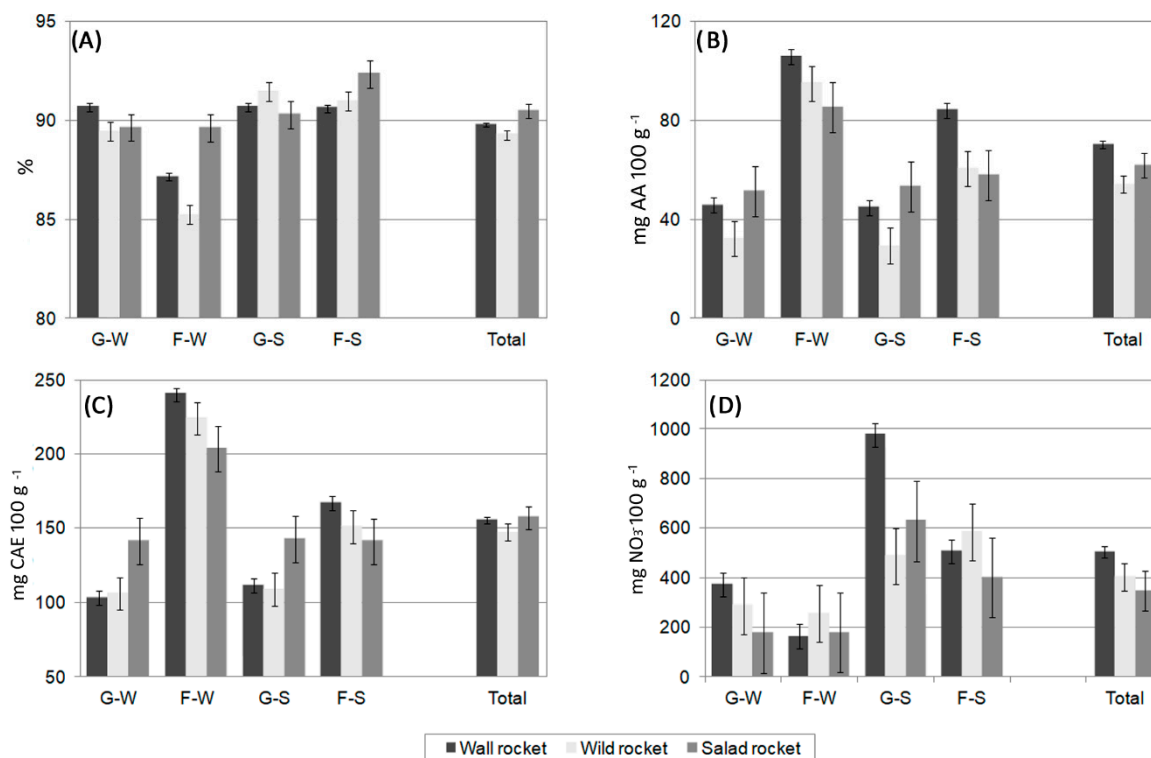 (A)
95
90
85
80
%
G-W F-W G-S F-S Total
(B)
120
80
40
0
mg AA 100 g⁻¹
G-W F-W G-S F-S Total
(C)
250
200
150
100
50
mg CAE 100 g⁻¹
G-W F-W G-S F-S Total
(D)
1200
1000
800
600
400
200
0
mg NO₃⁻100 g⁻¹
G-W F-W G-S F-S Total
Wall rocket Wild rocket Salad rocket